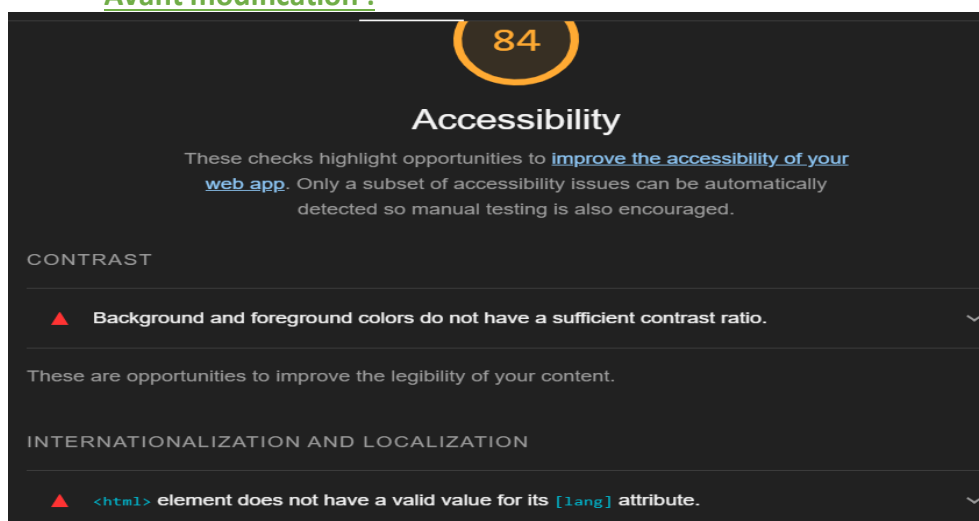 Avant modification :
84
Accessibility
These checks highlight opportunities to improve the accessibility of your
web app. Only a subset of accessibility issues can be automatically
detected so manual testing is also encouraged.
CONTRAST
Background and foreground colors do not have a sufficient contrast ratio.
These are opportunities to improve the legibility of your content.
INTERNATIONALIZATION AND LOCALIZATION
<html> element does not have a valid value for its [lang] attribute.